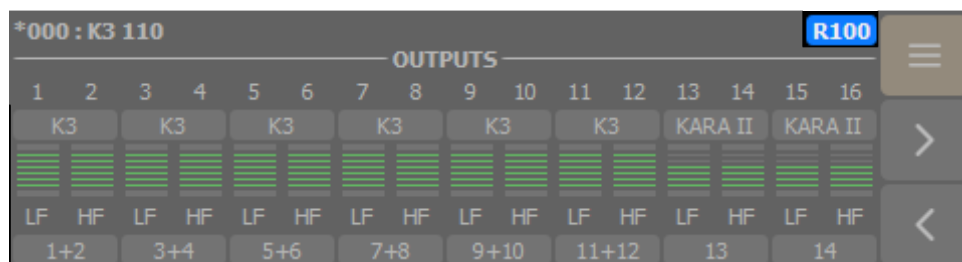 *000 : K3 110 R100
OUTPUTS
1 2 3 4 5 6 7 8 9 10 11 12 13 14 15 16
K3 K3 K3 K3 K3 K3 KARA II KARA II
LF HF LF HF LF HF LF HF LF HF LF HF LF HF LF HF
1+2 3+4 5+6 7+8 9+10 11+12 13 14